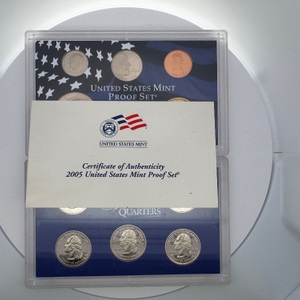 UNITED STATES MINT
PROOF SET®
UNITED STATES MINT
Certificate of Authenticity
2005 United States Mint Proof Set®
QUARTERS